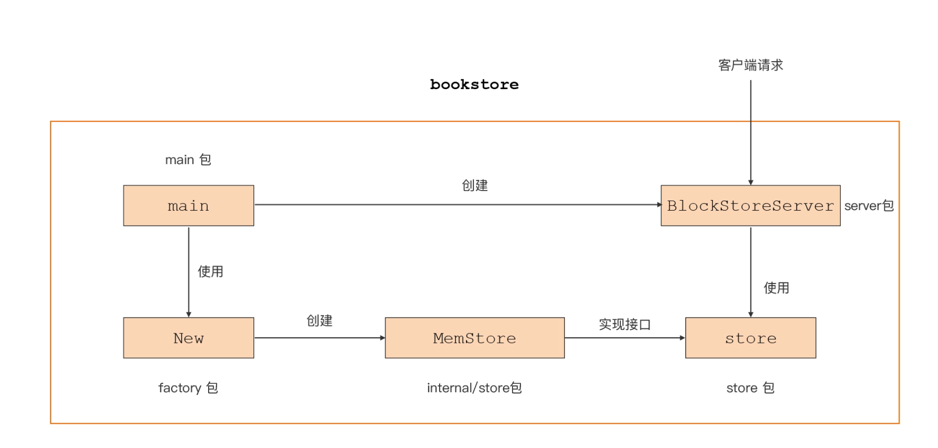 客户端请求
bookstore
main 包
main
创建
BlockStoreServer
server包
使用
使用
New
创建
MemStore
实现接口
store
factory 包
internal/store包
store 包